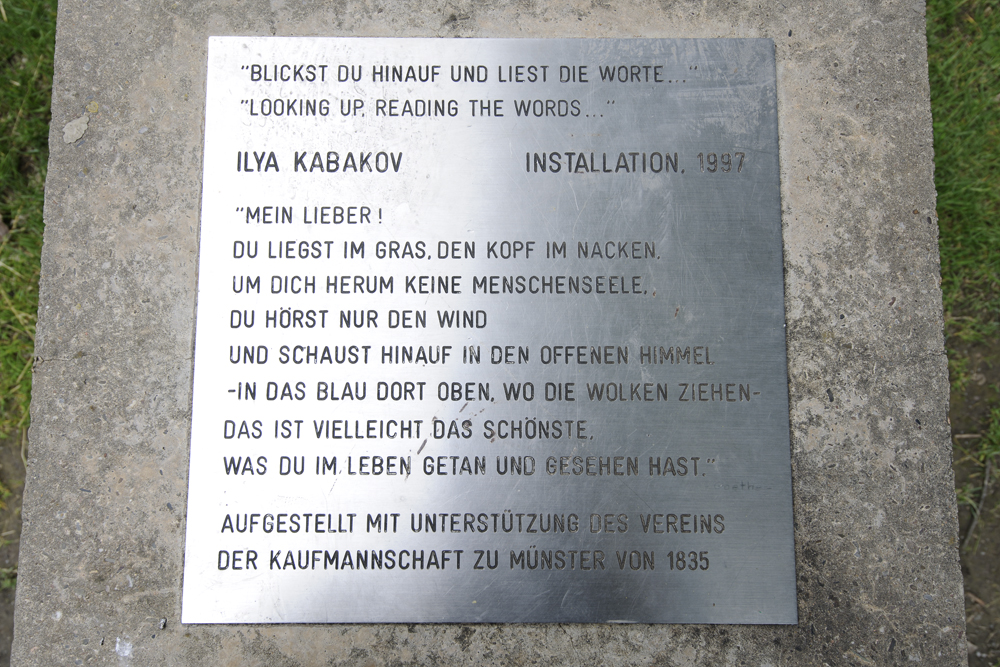 "BLICKST DU HINAUF UND LIEST DIE WORTE..."
"LOOKING UP, READING THE WORDS..."
ILYA KABAKOV INSTALLATION, 1997
"MEIN LIEBER!
DU LIEGST IM GRAS, DEN KOPF IM NACKEN,
UM DICH HERUM KEINE MENSCHENSEELE,
DU HÖRST NUR DEN WIND
UND SCHAUST HINAUF IN DEN OFFENEN HIMMEL
-IN DAS BLAU DORT OBEN, WO DIE WOLKEN ZIEHEN-
DAS IST VIELLEICHT DAS SCHÖNSTE,
WAS DU IM LEBEN GETAN UND GESEHEN HAST."
AUFGESTELLT MIT UNTERSTÜTZUNG DES VEREINS
DER KAUFMANNSCHAFT ZU MÜNSTER VON 1835